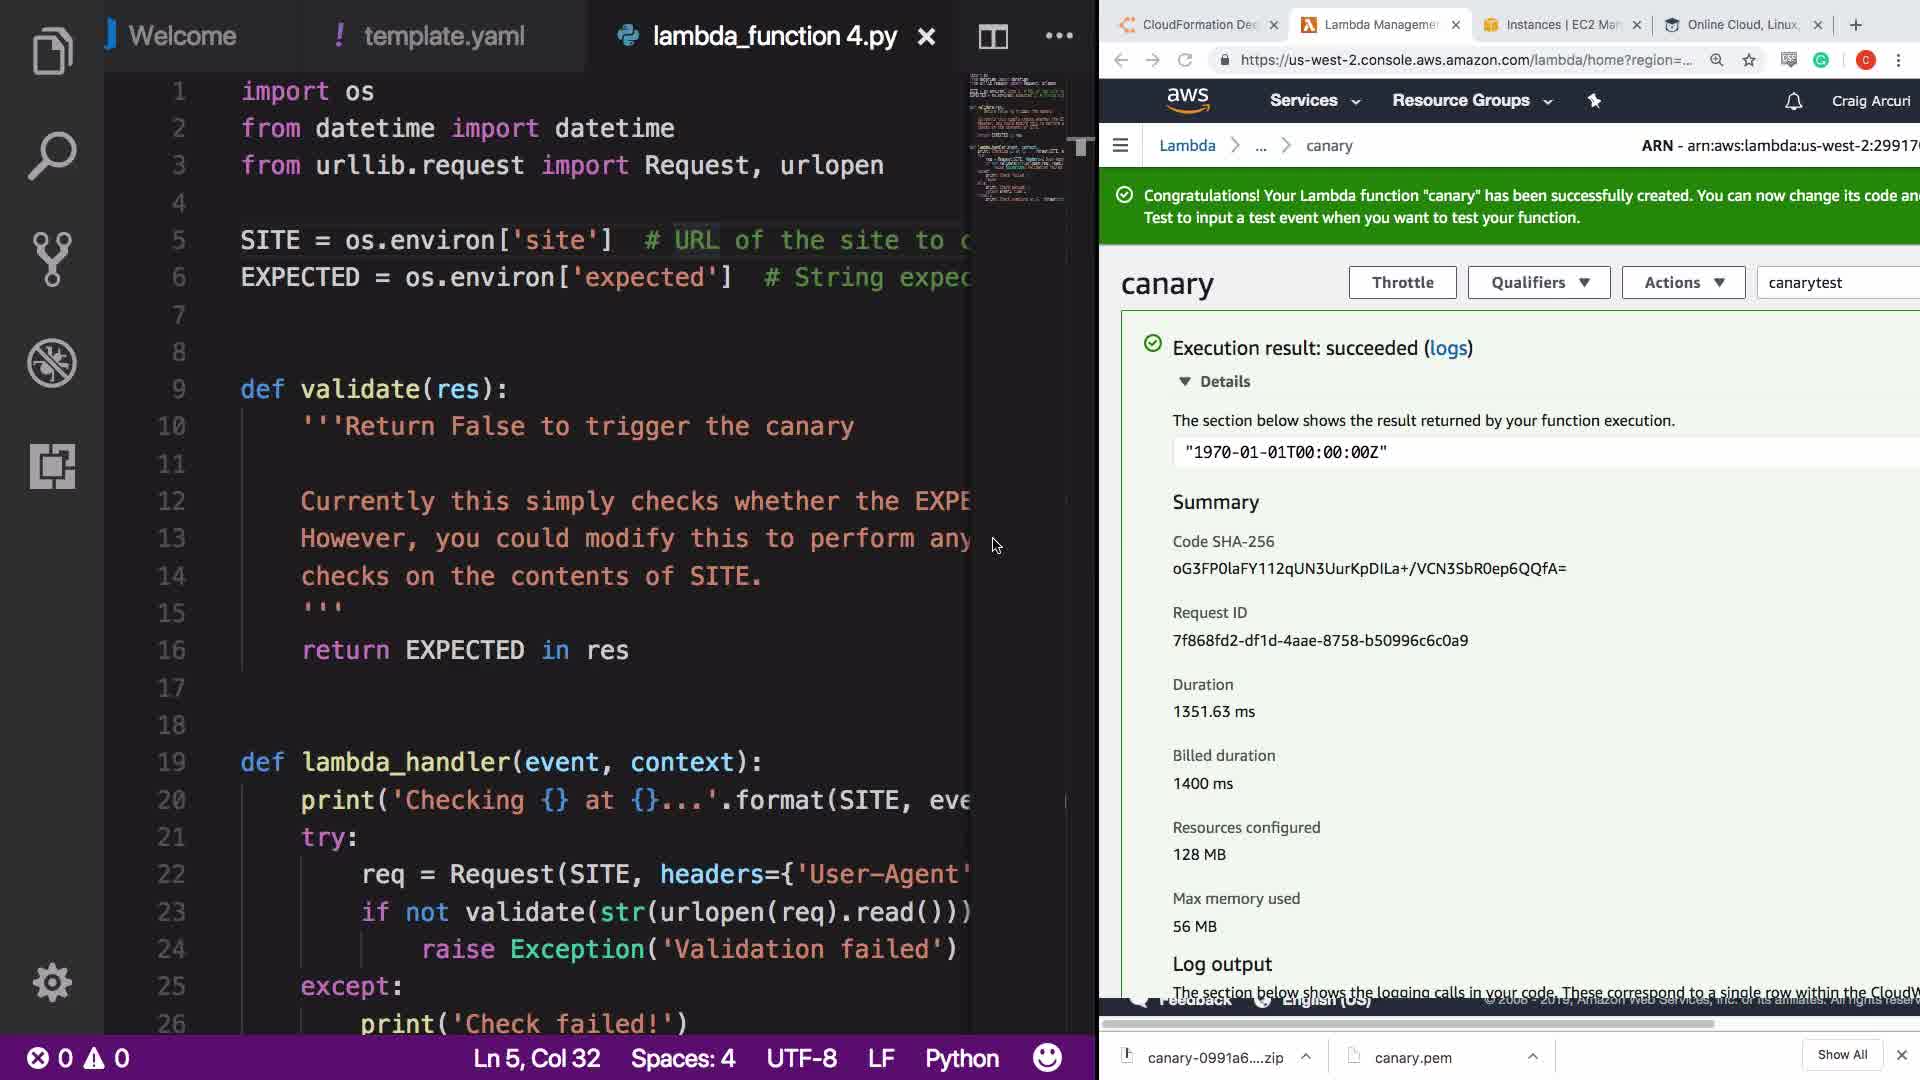 Welcome
! template.yaml
lambda_function 4.py
1 import os
2 from datetime import datetime
3 from urllib.request import Request, urlopen
4
5 SITE = os.environ['site']  # URL of the site to c
6 EXPECTED = os.environ['expected']  # String expec
7
8
9 def validate(res):
10 '''Return False to trigger the canary
11
12 Currently this simply checks whether the EXPE
13 However, you could modify this to perform any
14 checks on the contents of SITE.
15 '''
16 return EXPECTED in res
17
18
19 def lambda_handler(event, context):
20 print('Checking {} at {}...'.format(SITE, eve
21 try:
22 req = Request(SITE, headers={'User-Agent'
23 if not validate(str(urlopen(req).read()))
24 raise Exception('Validation failed')
25 except:
26 print('Check failed!')
0 0 Ln 5, Col 32 Spaces: 4 UTF-8 LF Python
CloudFormation Des Lambda Manageme Instances | EC2 Man Online Cloud, Linux,
https://us-west-2.console.aws.amazon.com/lambda/home?region=...
C
aws Services Resource Groups Craig Arcuri
Lambda ... canary ARN - arn:aws:lambda:us-west-2:29917
Congratulations! Your Lambda function "canary" has been successfully created. You can now change its code an
Test to input a test event when you want to test your function.
canary Throttle Qualifiers Actions canarytest
Execution result: succeeded (logs)
Details
The section below shows the result returned by your function execution.
"1970-01-01T00:00:00Z"
Summary
Code SHA-256
oG3FP0laFY112qUN3UurKpDILa+/VCN3SbR0ep6QQfA=
Request ID
7f868fd2-df1d-4aae-8758-b50996c6c0a9
Duration
1351.63 ms
Billed duration
1400 ms
Resources configured
128 MB
Max memory used
56 MB
Log output
The section below shows the logging calls in your code. These correspond to a single row within the CloudW
Feedback English (US) © 2008 - 2019, Amazon Web Services, Inc. or its affiliates. All rights reserv
canary-0991a6....zip canary.pem Show All